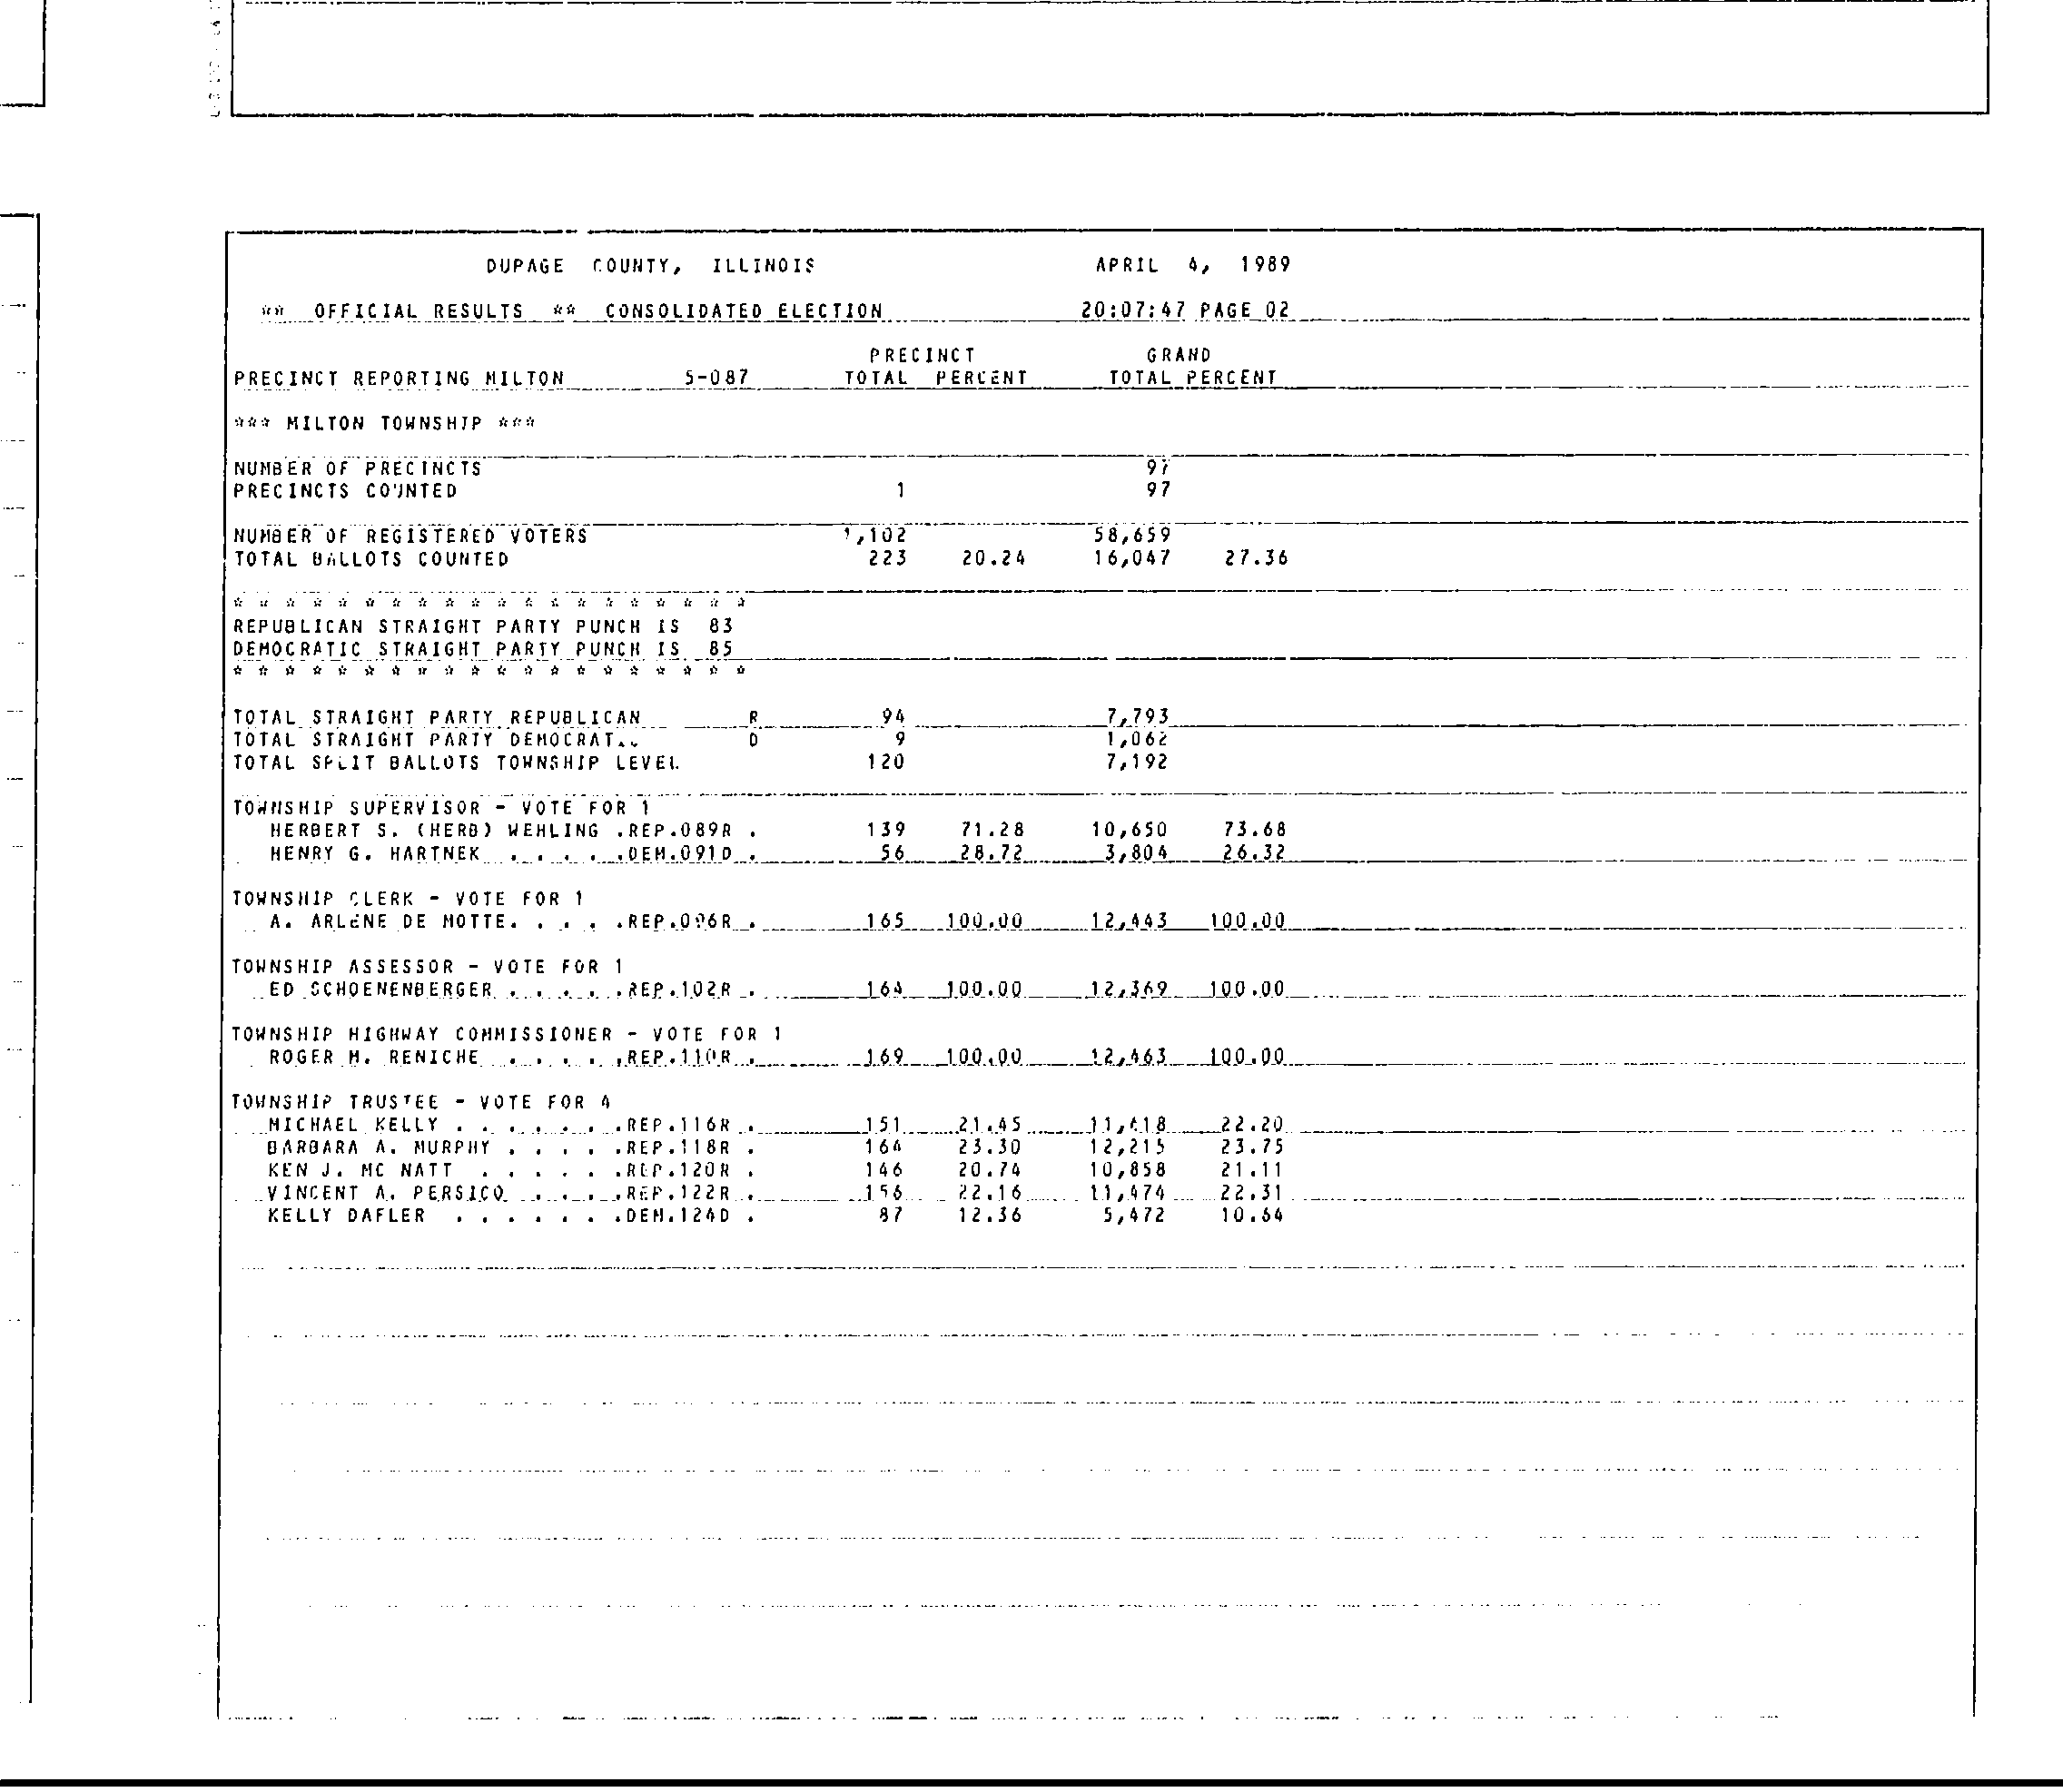 DUPAGE COUNTY, ILLINOIS APRIL 4, 1989
** OFFICIAL RESULTS ** CONSOLIDATED ELECTION 20:07:47 PAGE 02
PRECINCT GRAND
PRECINCT REPORTING MILTON 5-087 TOTAL PERCENT TOTAL PERCENT
*** MILTON TOWNSHIP ***
NUMBER OF PRECINCTS 97
PRECINCTS COUNTED 1 97
NUMBER OF REGISTERED VOTERS 1,102 58,659
TOTAL BALLOTS COUNTED 223 20.24 16,047 27.36
* * * * * * * * * * * * * * * * * * * *
REPUBLICAN STRAIGHT PARTY PUNCH IS 83
DEMOCRATIC STRAIGHT PARTY PUNCH IS 85
* * * * * * * * * * * * * * * * * * * *
TOTAL STRAIGHT PARTY REPUBLICAN R 94 7,793
TOTAL STRAIGHT PARTY DEMOCRAT.. D 9 1,062
TOTAL SPLIT BALLOTS TOWNSHIP LEVEL 120 7,192
TOWNSHIP SUPERVISOR - VOTE FOR 1
HERBERT S. (HERB) WEHLING .REP.089R . 139 71.28 10,650 73.68
HENRY G. HARTNEK . . . . . .DEM.091D . 56 28.72 3,804 26.32
TOWNSHIP CLERK - VOTE FOR 1
A. ARLENE DE MOTTE. . . . .REP.096R . 165 100.00 12,443 100.00
TOWNSHIP ASSESSOR - VOTE FOR 1
ED SCHOENENBERGER . . . . .REP.102R . 164 100.00 12,369 100.00
TOWNSHIP HIGHWAY COMMISSIONER - VOTE FOR 1
ROGER M. RENICHE . . . . . .REP.110R . 169 100.00 12,463 100.00
TOWNSHIP TRUSTEE - VOTE FOR 4
MICHAEL KELLY . . . . . . .REP.116R . 151 21.45 11,418 22.20
BARBARA A. MURPHY . . . . .REP.118R . 164 23.30 12,215 23.75
KEN J. MC NATT . . . . . .REP.120R . 146 20.74 10,858 21.11
VINCENT A. PERSICO . . . . .REP.122R . 156 22.16 11,474 22.31
KELLY DAFLER . . . . . . .DEM.124D . 87 12.36 5,472 10.64